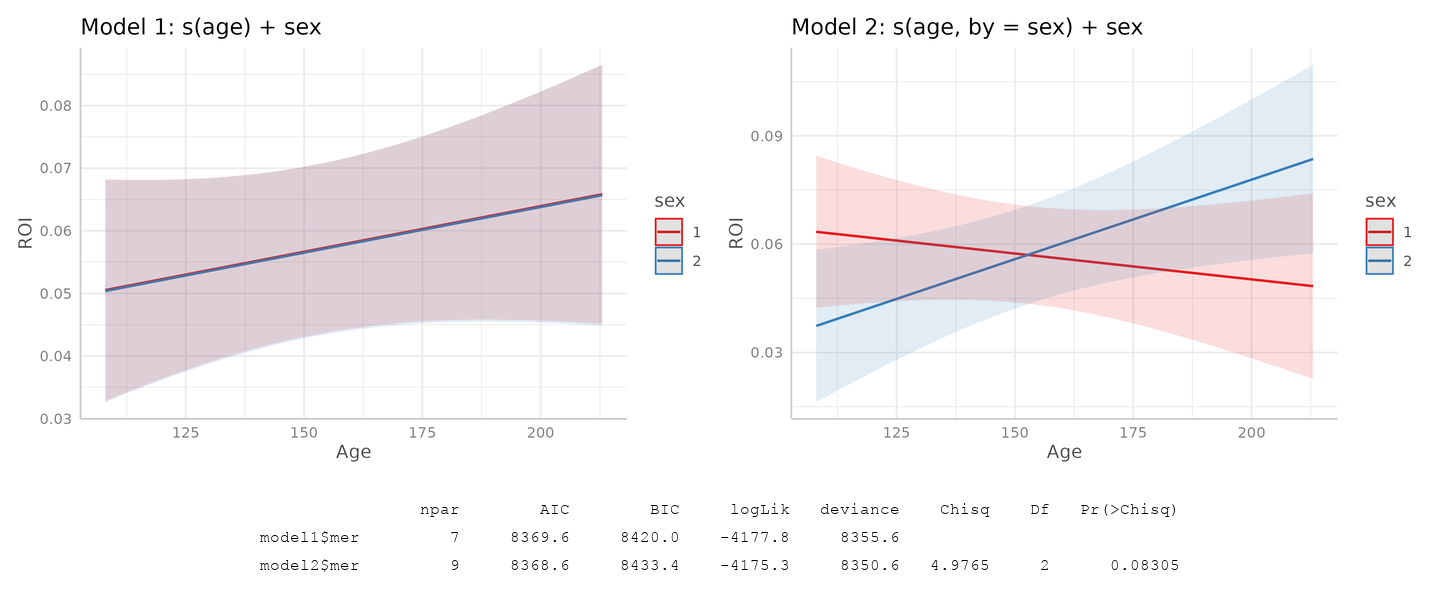 Model 1: s(age) + sex
0.08
0.07
0.06
0.05
0.04
0.03
ROI
125 150 175 200
Age
sex
1
2
Model 2: s(age, by = sex) + sex
0.09
0.06
0.03
ROI
125 150 175 200
Age
sex
1
2
npar AIC BIC logLik deviance Chisq Df Pr(>Chisq)
model1$mer 7 8369.6 8420.0 -4177.8 8355.6
model2$mer 9 8368.6 8433.4 -4175.3 8350.6 4.9765 2 0.08305